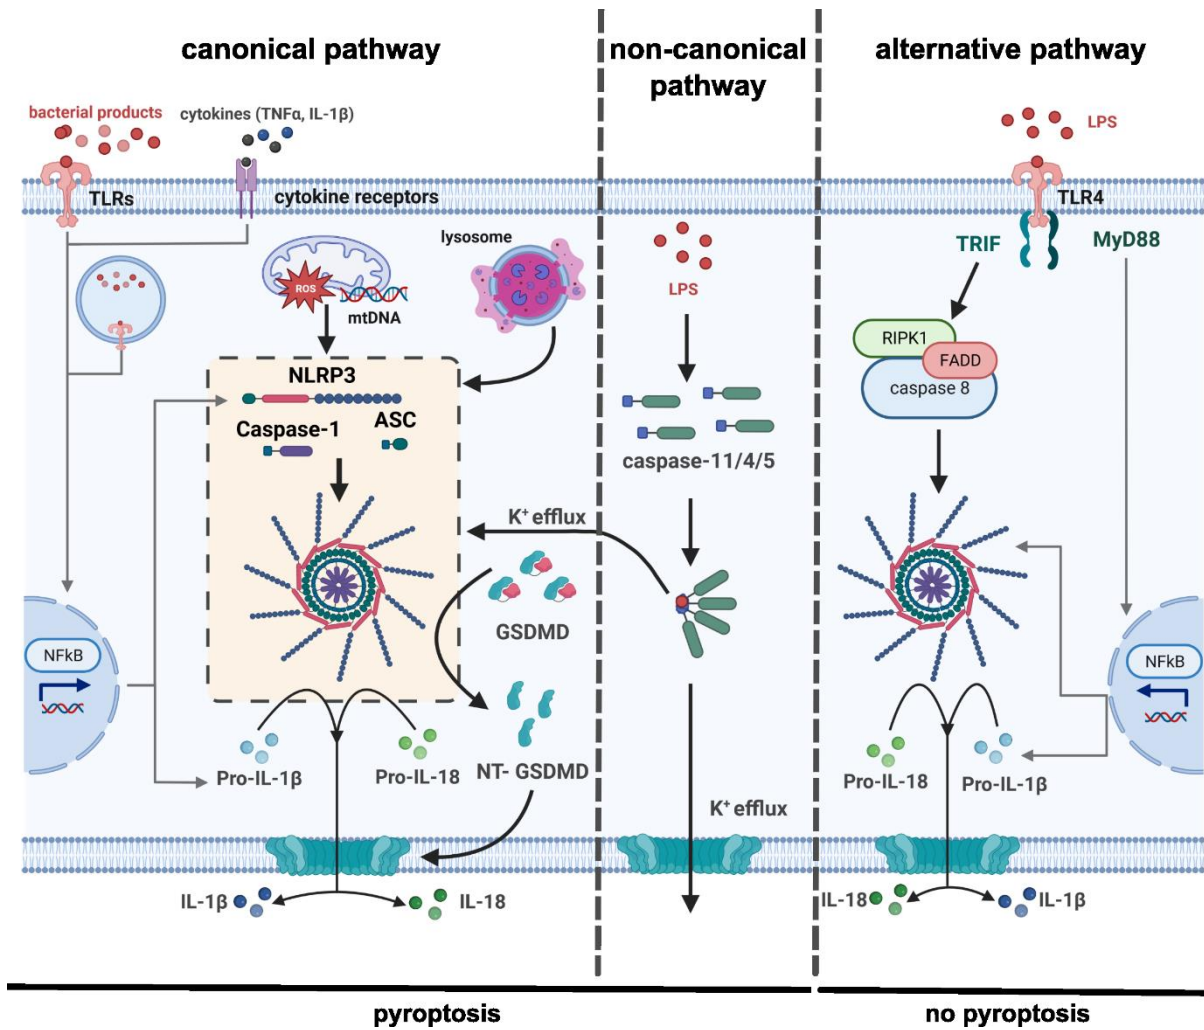 canonical pathway
non-canonical
pathway
alternative pathway
bacterial products
cytokines (TNFα, IL-1β)
TLRs
cytokine receptors
ROS
mtDNA
lysosome
NLRP3
ASC
Caspase-1
K+ efflux
GSDMD
NFkB
Pro-IL-1β
Pro-IL-18
NT- GSDMD
IL-1β
IL-18
LPS
caspase-11/4/5
K+ efflux
LPS
TLR4
TRIF
MyD88
RIPK1
FADD
caspase 8
NFkB
Pro-IL-18
Pro-IL-1β
IL-18
IL-1β
pyroptosis
no pyroptosis